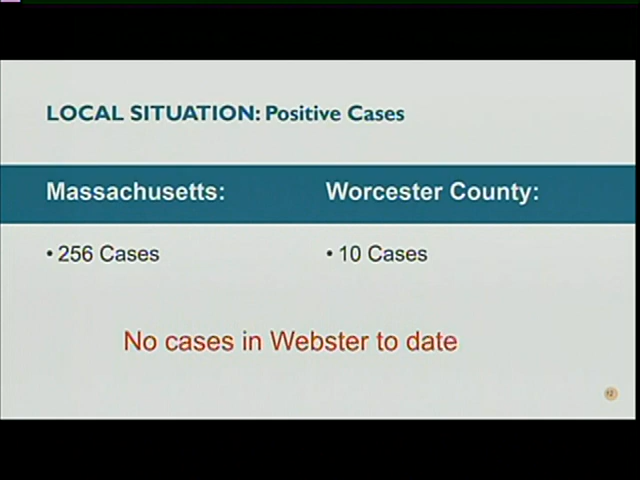 LOCAL SITUATION: Positive Cases
Massachusetts: Worcester County:
• 256 Cases • 10 Cases
No cases in Webster to date